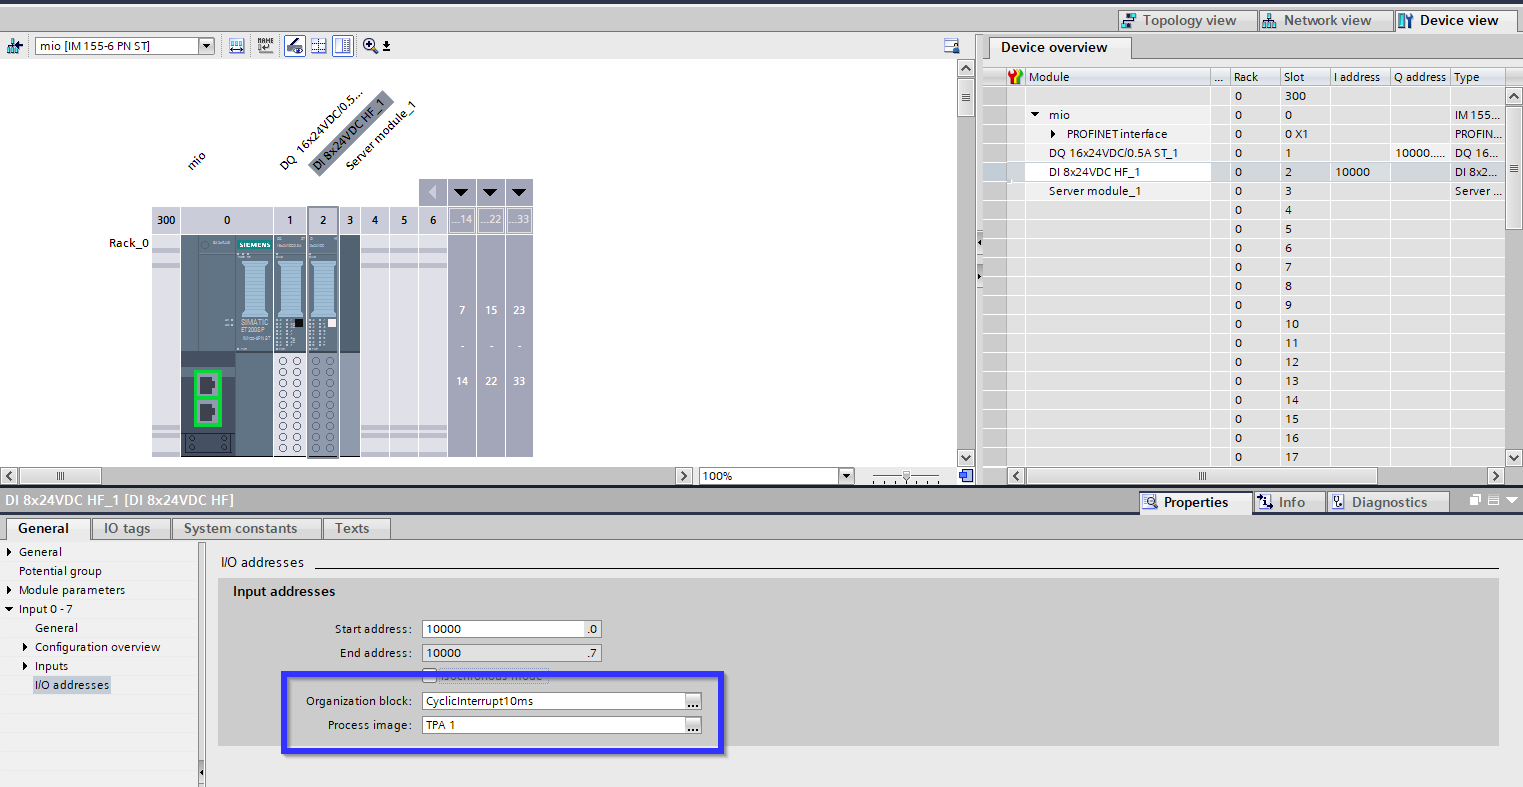 Topology view Network view Device view
mio [IM 155-6 PN ST]
Device overview
Module ... Rack Slot I address Q address Type
0 300
mio 0 0 IM 155...
PROFINET interface 0 0 X1 PROFIN...
DQ 16x24VDC/0.5A ST_1 0 1 10000..... DQ 16...
DI 8x24VDC HF_1 0 2 10000 DI 8x2...
Server module_1 0 3 Server ...
0 4
0 5
0 6
0 7
0 8
0 9
0 10
0 11
0 12
0 13
0 14
0 15
0 16
0 17
mio
DQ 16x24VDC/0.5...
DI 8x24VDC HF_1
Server module_1
300 0 1 2 3 4 5 6 ...14 ...22 ...33
Rack_0
SIEMENS
SIMATIC
ET 200SP
7 15 23
- - -
14 22 33
100%
DI 8x24VDC HF_1 [DI 8x24VDC HF]
Properties Info Diagnostics
General IO tags System constants Texts
General
Potential group
Module parameters
Input 0 - 7
General
Configuration overview
Inputs
I/O addresses
I/O addresses
Input addresses
Start address: 10000 .0
End address: 10000 .7
Isochronous mode
Organization block: CyclicInterrupt10ms ...
Process image: TPA 1 ...